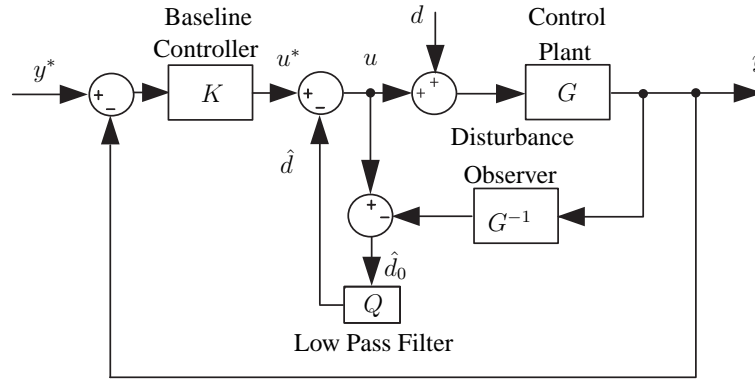 Baseline
Controller
d
Control
Plant
y*
u*
u
+
−
K
+
−
+
+
G
Disturbance
Observer
d̂
+
−
G⁻¹
d̂₀
Q
Low Pass Filter